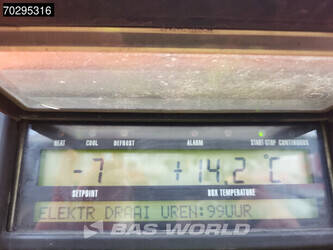 70295316
HEAT COOL DEFROST ALARM START-STOP CONTINUOUS
-7 +14.2 °C
SETPOINT BOX TEMPERATURE
ELEKTR DRAAI UREN:99UUR
BAS WORLD